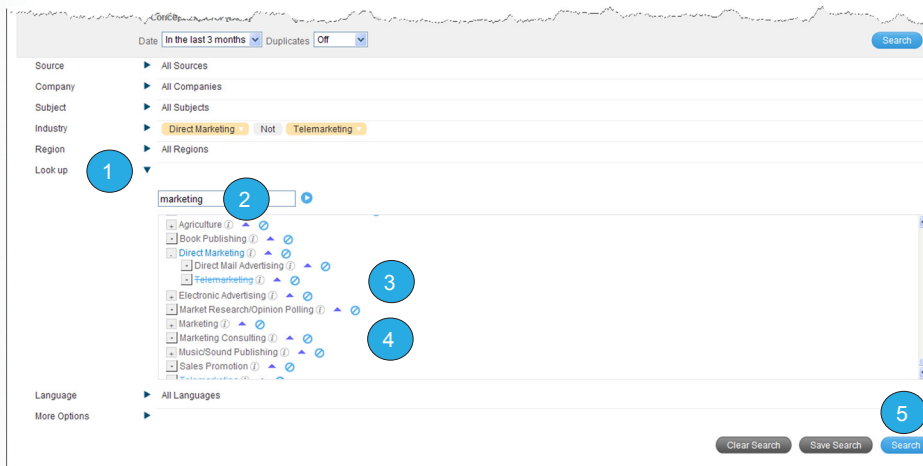 Date In the last 3 months Duplicates Off Search
Source All Sources
Company All Companies
Subject All Subjects
Industry Direct Marketing Not Telemarketing
Region All Regions
Look up 1
marketing 2
+ Agriculture i
Book Publishing i
- Direct Marketing i
Direct Mail Advertising i
Telemarketing i 3
+ Electronic Advertising i
Market Research/Opinion Polling i
+ Marketing i
Marketing Consulting i 4
+ Music/Sound Publishing i
Sales Promotion i
Telemarketing
Language All Languages
More Options 5
Clear Search Save Search Search